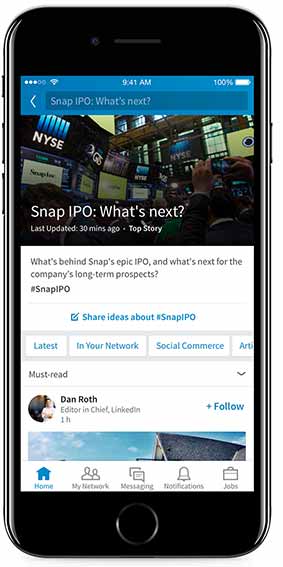 9:41 AM
100%
Snap IPO: What's next?
NYSE
NYSE
Snap Inc.
Snap IPO: What's next?
Last Updated: 30 mins ago • Top Story
What's behind Snap's epic IPO, and what's next for the
company's long-term prospects?
#SnapIPO
Share ideas about #SnapIPO
Latest
In Your Network
Social Commerce
Arti
Must-read
Dan Roth
Editor in Chief, LinkedIn
1 h
+ Follow
Home
My Network
Messaging
Notifications
Jobs